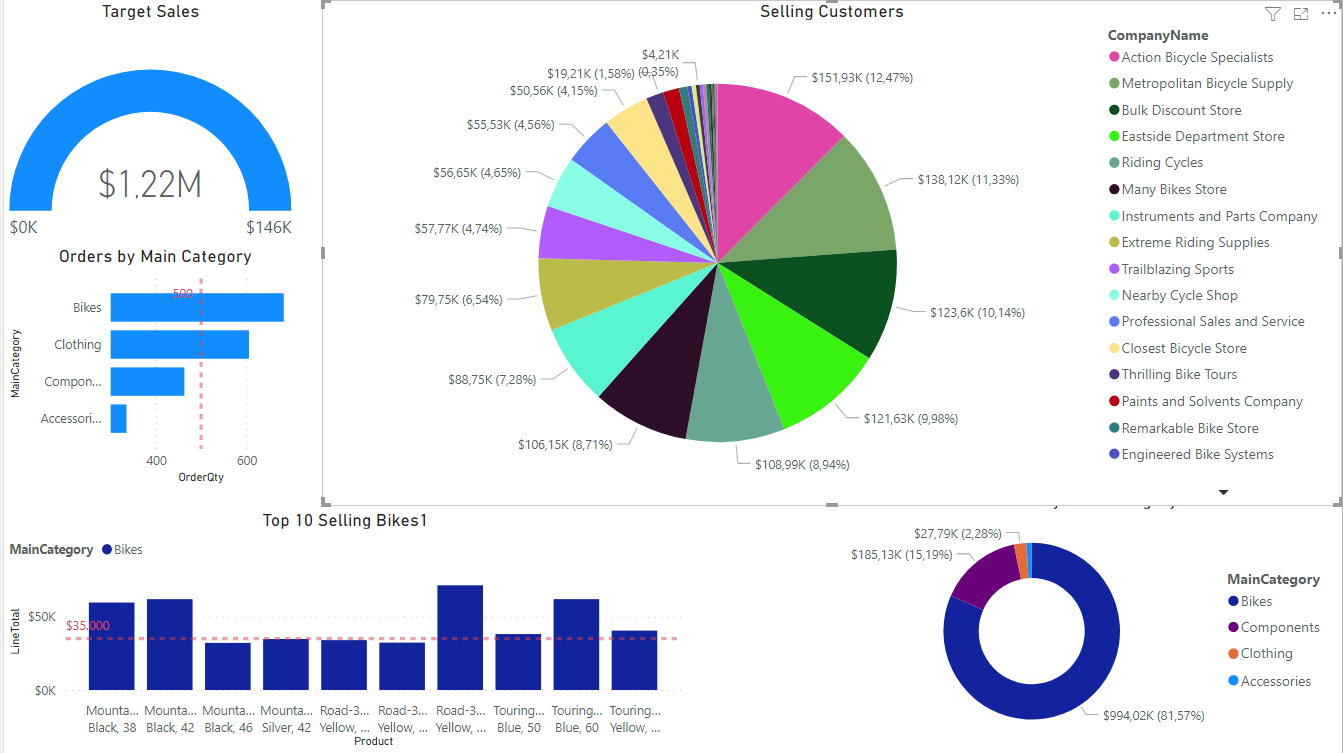 Target Sales
$1,22M
$0K
$146K
Orders by Main Category
500
Bikes
Clothing
Compon...
Accessori...
MainCategory
400
600
OrderQty
Selling Customers
$4,21K
(0,35%)
$19,21K (1,58%)
$50,56K (4,15%)
$55,53K (4,56%)
$56,65K (4,65%)
$57,77K (4,74%)
$79,75K (6,54%)
$88,75K (7,28%)
$106,15K (8,71%)
$108,99K (8,94%)
$121,63K (9,98%)
$123,6K (10,14%)
$138,12K (11,33%)
$151,93K (12,47%)
CompanyName
Action Bicycle Specialists
Metropolitan Bicycle Supply
Bulk Discount Store
Eastside Department Store
Riding Cycles
Many Bikes Store
Instruments and Parts Company
Extreme Riding Supplies
Trailblazing Sports
Nearby Cycle Shop
Professional Sales and Service
Closest Bicycle Store
Thrilling Bike Tours
Paints and Solvents Company
Remarkable Bike Store
Engineered Bike Systems
Top 10 Selling Bikes1
MainCategory
Bikes
LineTotal
$50K
$35.000
$0K
Mounta... Black, 38
Mounta... Black, 42
Mounta... Black, 46
Mounta... Silver, 42
Road-3... Yellow, ...
Road-3... Yellow, ...
Road-3... Yellow, ...
Touring... Blue, 50
Touring... Blue, 60
Touring... Yellow, ...
Product
$27,79K (2,28%)
$185,13K (15,19%)
$994,02K (81,57%)
MainCategory
Bikes
Components
Clothing
Accessories